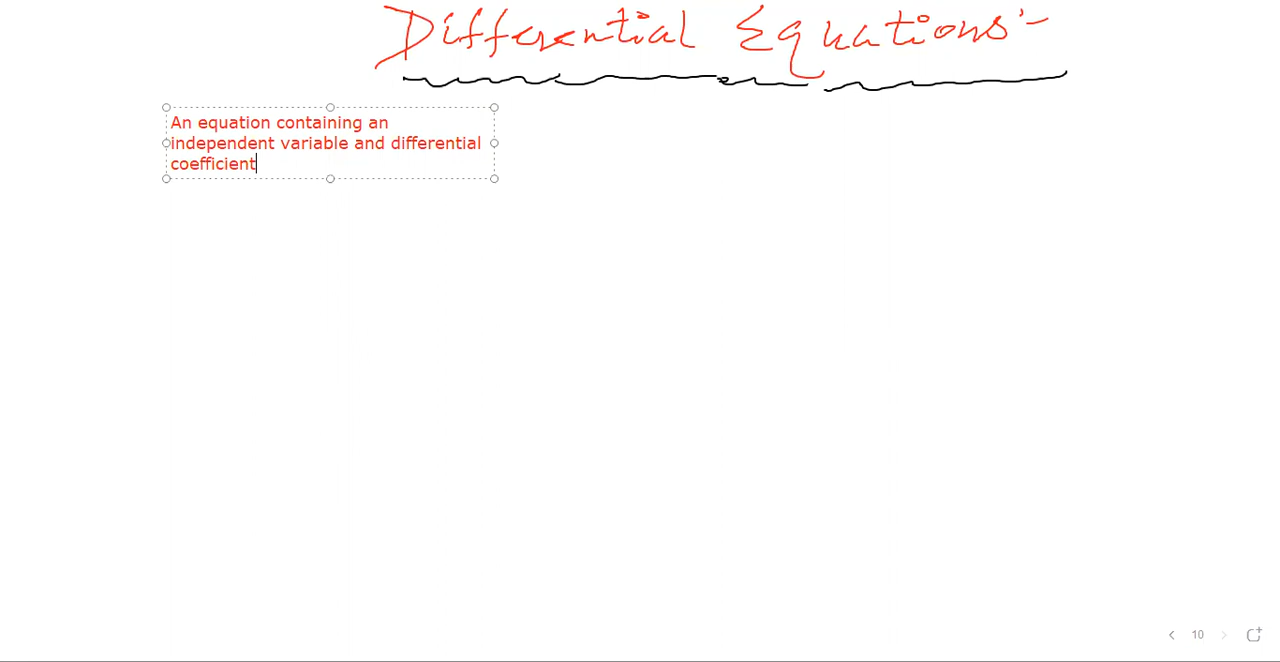 Differential Equations:-
An equation containing an
independent variable and differential
coefficient
10